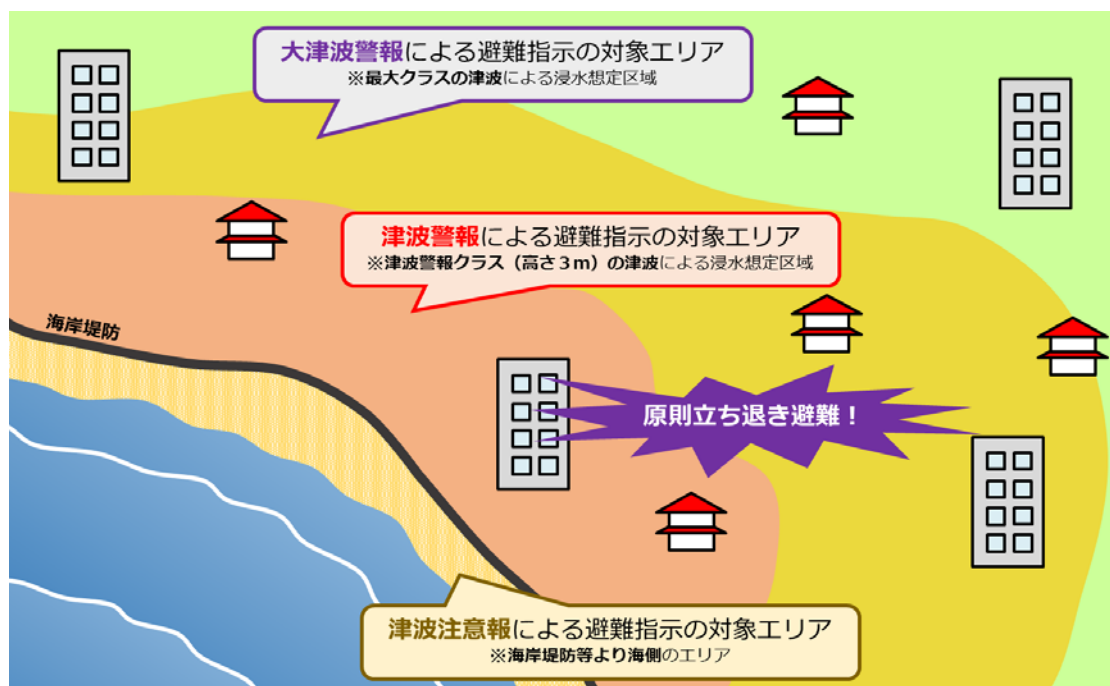 大津波警報による避難指示の対象エリア
※最大クラスの津波による浸水想定区域
津波警報による避難指示の対象エリア
※津波警報クラス(高さ3m)の津波による浸水想定区域
海岸堤防
原則立ち退き避難!
津波注意報による避難指示の対象エリア
※海岸堤防等より海側のエリア